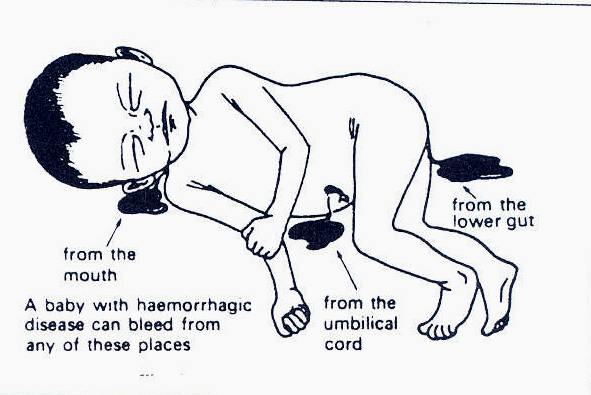 from the
lower gut
from the
mouth
A baby with haemorrhagic
disease can bleed from
any of these places
from the
umbilical
cord